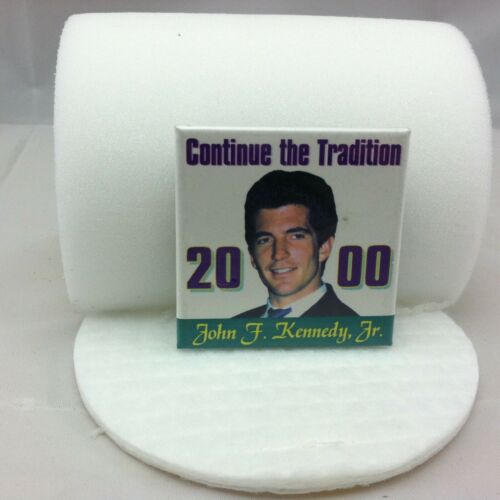 Continue the Tradition
20 00
John F. Kennedy, Jr.